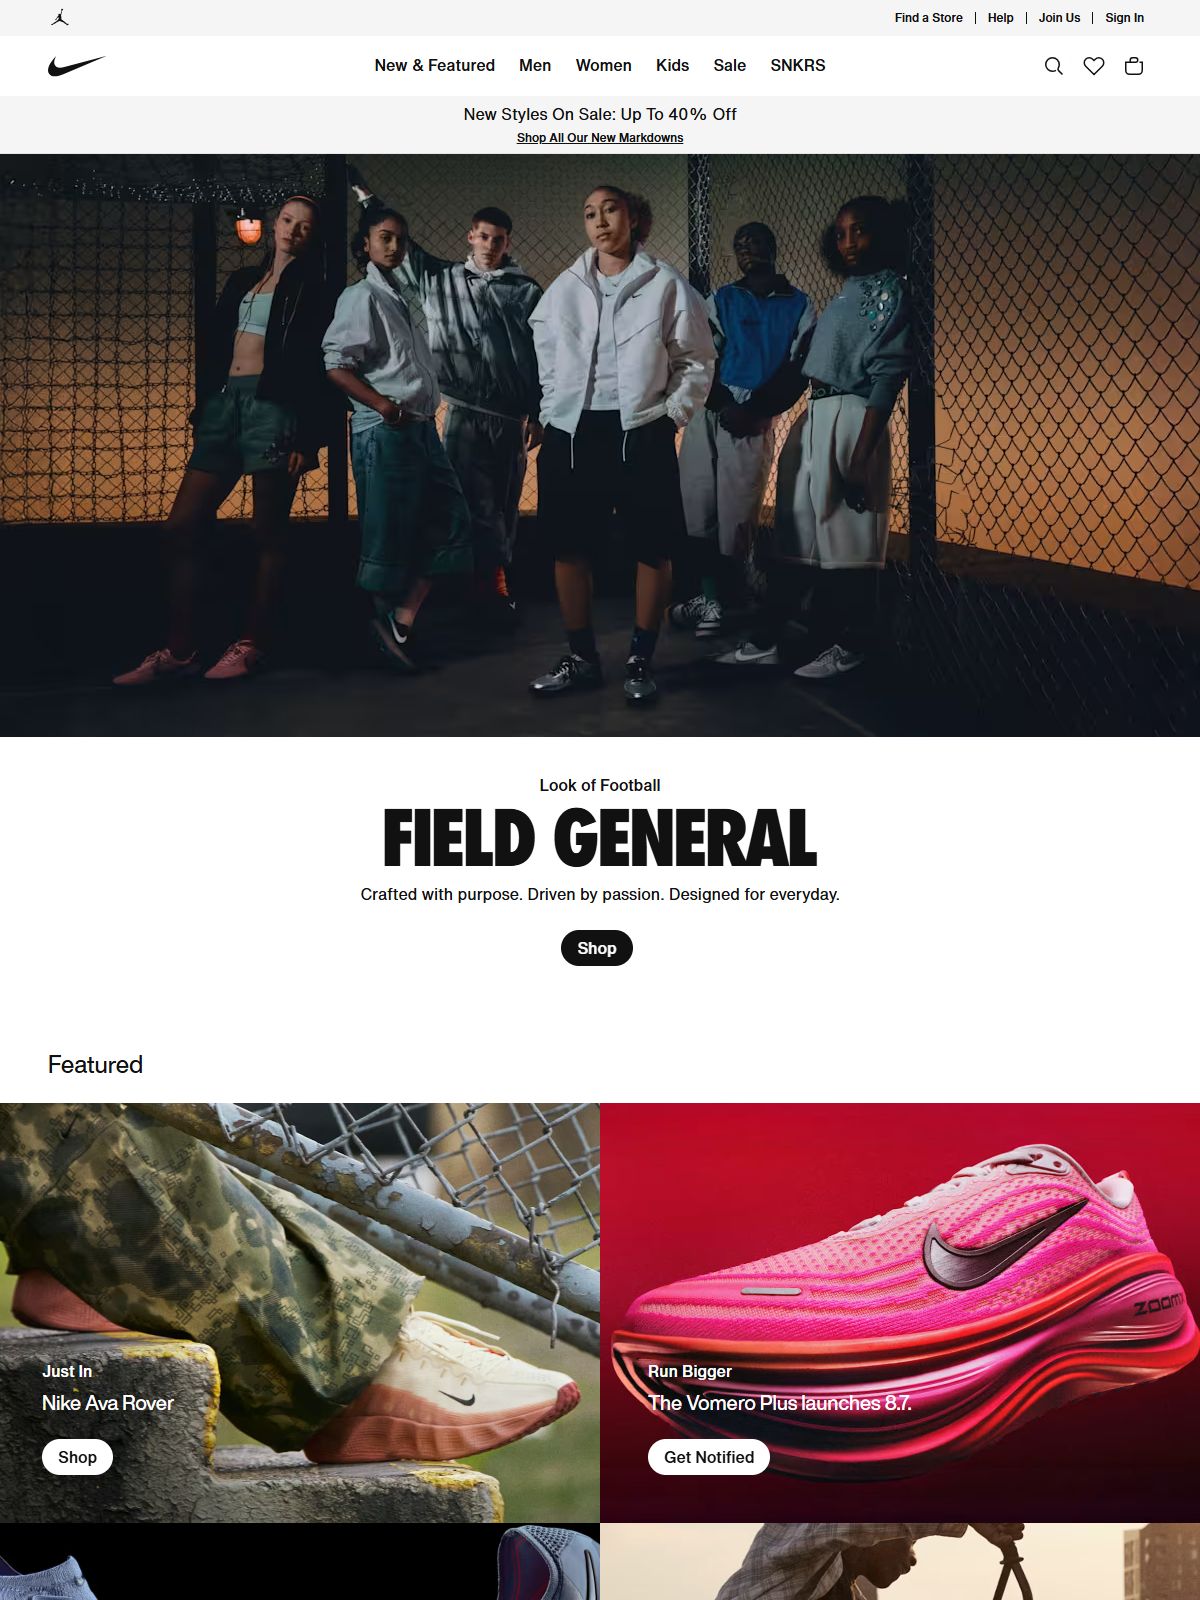 Find a Store
Help
Join Us
Sign In
New & Featured
Men
Women
Kids
Sale
SNKRS
New Styles On Sale: Up To 40% Off
Shop All Our New Markdowns
Look of Football
FIELD GENERAL
Crafted with purpose. Driven by passion. Designed for everyday.
Shop
Featured
Just In
Nike Ava Rover
Shop
ZOOMX
Run Bigger
The Vomero Plus launches 8.7.
Get Notified